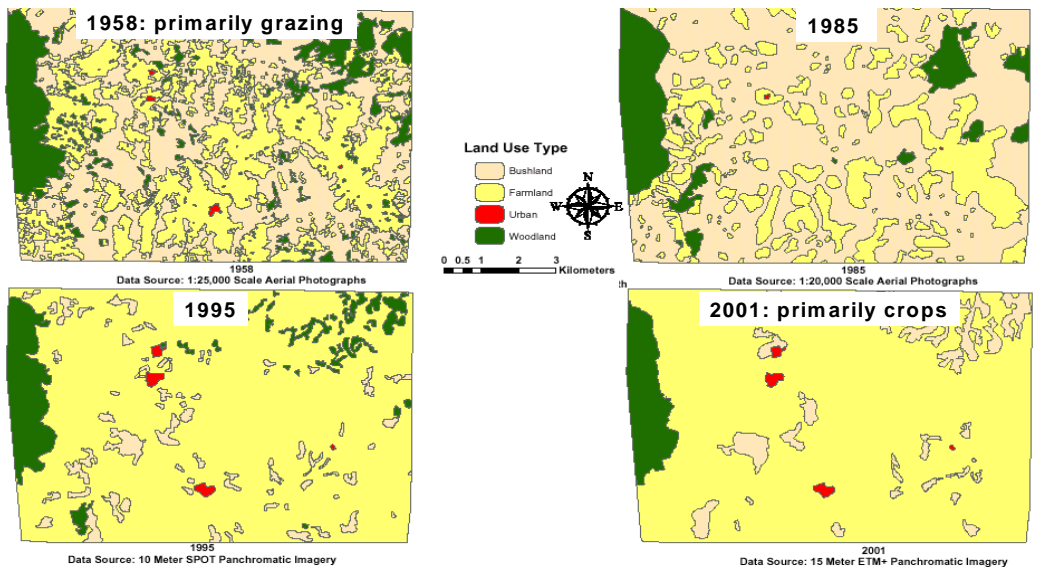 1958: primarily grazing
1985
Land Use Type
Bushland
Farmland
Urban
Woodland
N
W E
S
0 0.5 1 2 3
Kilometers
1958
Data Source: 1:25,000 Scale Aerial Photographs
1985
Data Source: 1:20,000 Scale Aerial Photographs
1995
2001: primarily crops
1995
Data Source: 10 Meter SPOT Panchromatic Imagery
2001
Data Source: 15 Meter ETM+ Panchromatic Imagery